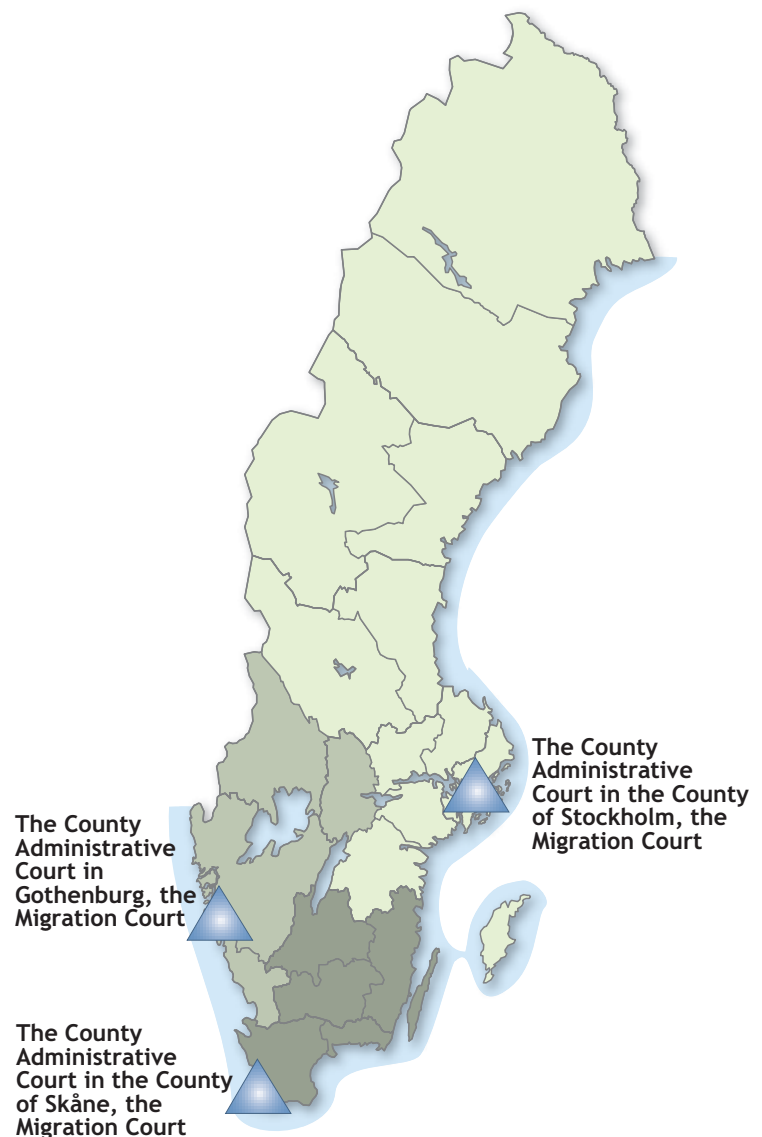 The County
Administrative
Court in the County
of Stockholm, the
Migration Court
The County
Administrative
Court in
Gothenburg, the
Migration Court
The County
Administrative
Court in the County
of Skåne, the
Migration Court